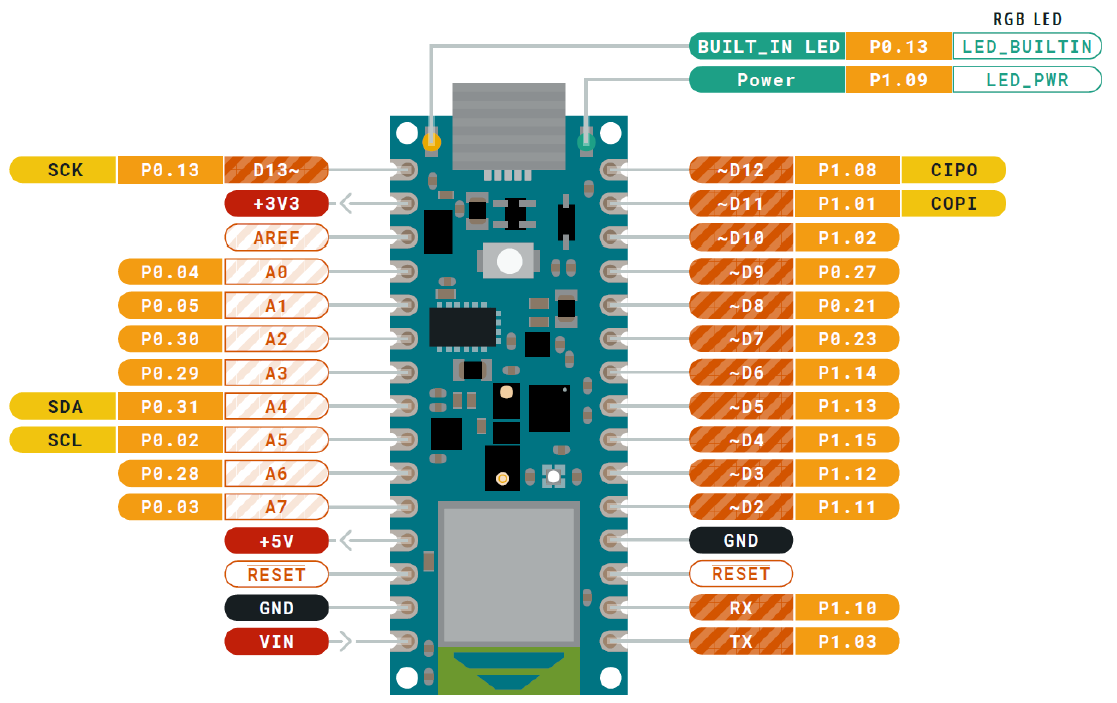 RGB LED
BUILT_IN LED P0.13 LED_BUILTIN
Power P1.09 LED_PWR
SCK P0.13 D13~ ~D12 P1.08 CIPO
+3V3 ~D11 P1.01 COPI
AREF ~D10 P1.02
P0.04 A0 ~D9 P0.27
P0.05 A1 ~D8 P0.21
P0.30 A2 ~D7 P0.23
P0.29 A3 ~D6 P1.14
SDA P0.31 A4 ~D5 P1.13
SCL P0.02 A5 ~D4 P1.15
P0.28 A6 ~D3 P1.12
P0.03 A7 ~D2 P1.11
+5V GND
RESET RESET
GND RX P1.10
VIN TX P1.03